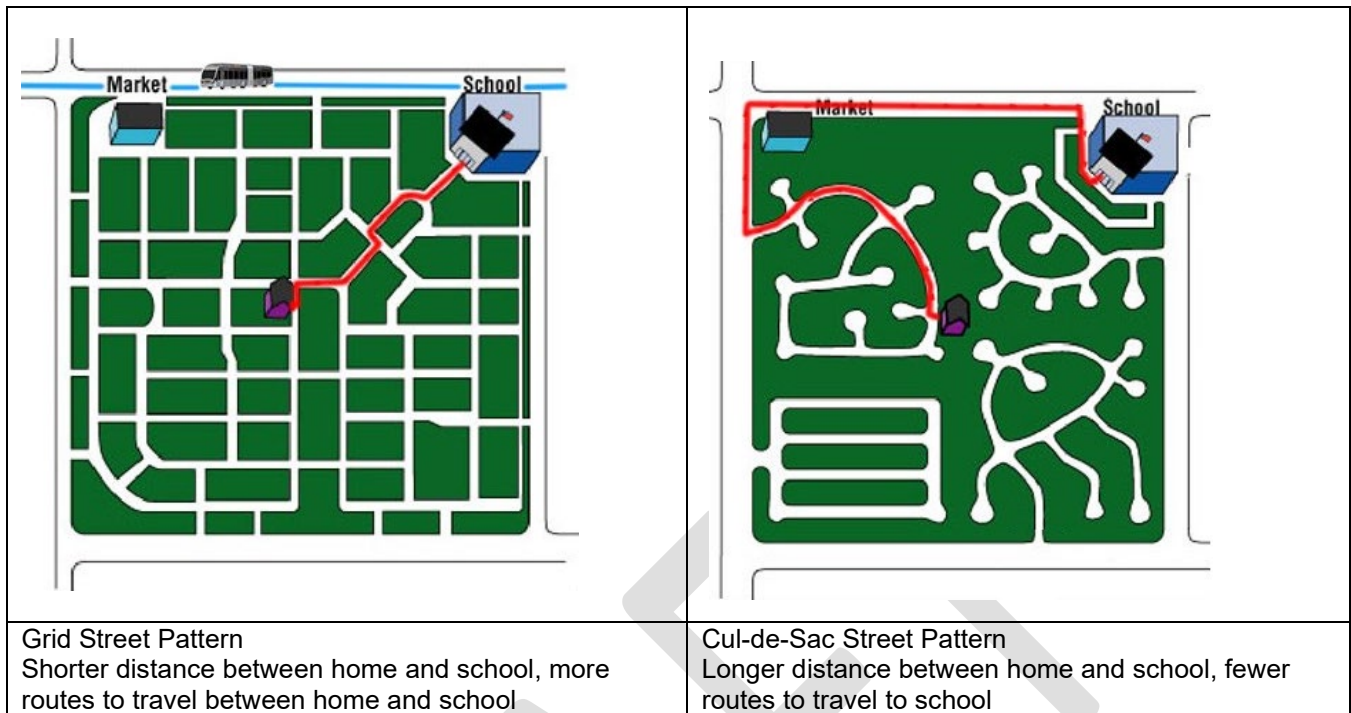 Market
School
Market
School
Grid Street Pattern
Shorter distance between home and school, more
routes to travel between home and school
Cul-de-Sac Street Pattern
Longer distance between home and school, fewer
routes to travel to school